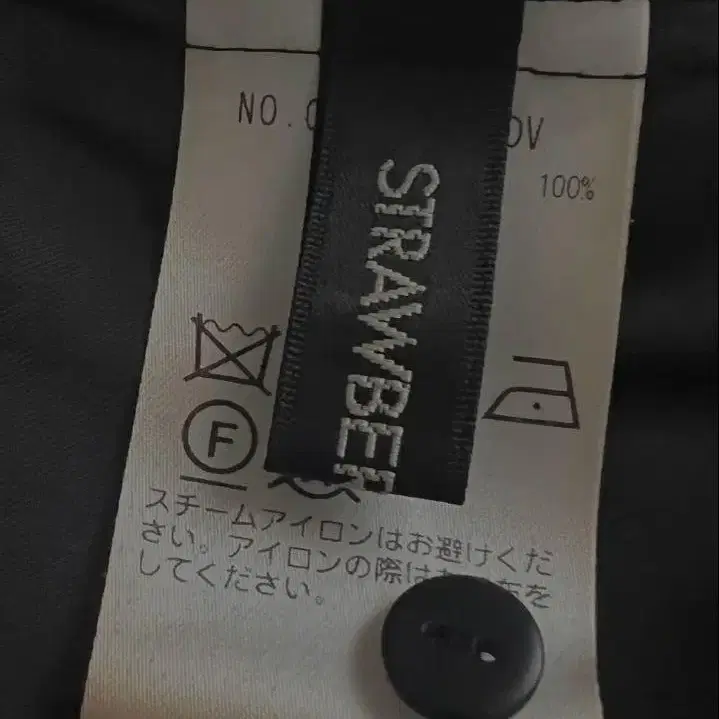 NO.
100%
STRAWBE
F
スチームアイロンはお避けくだ
さい。アイロンの際は を
してください。